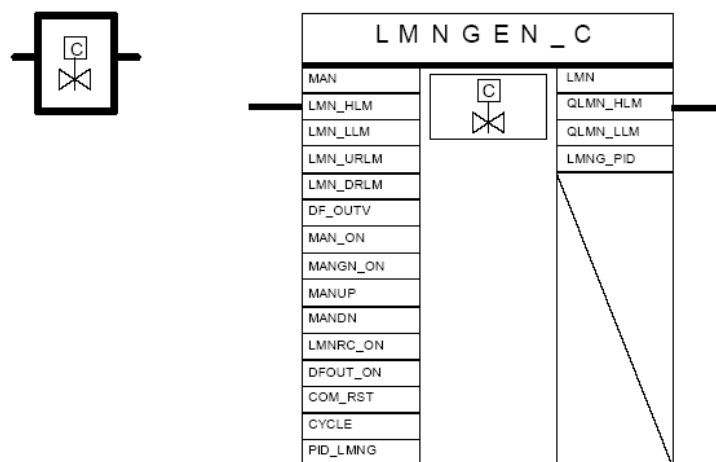 C
L M N G E N _ C
MAN
LMN_HLM
LMN_LLM
LMN_URLM
LMN_DRLM
DF_OUTV
MAN_ON
MANGN_ON
MANUP
MANDN
LMNRC_ON
DFOUT_ON
COM_RST
CYCLE
PID_LMNG
C
LMN
QLMN_HLM
QLMN_LLM
LMNG_PID